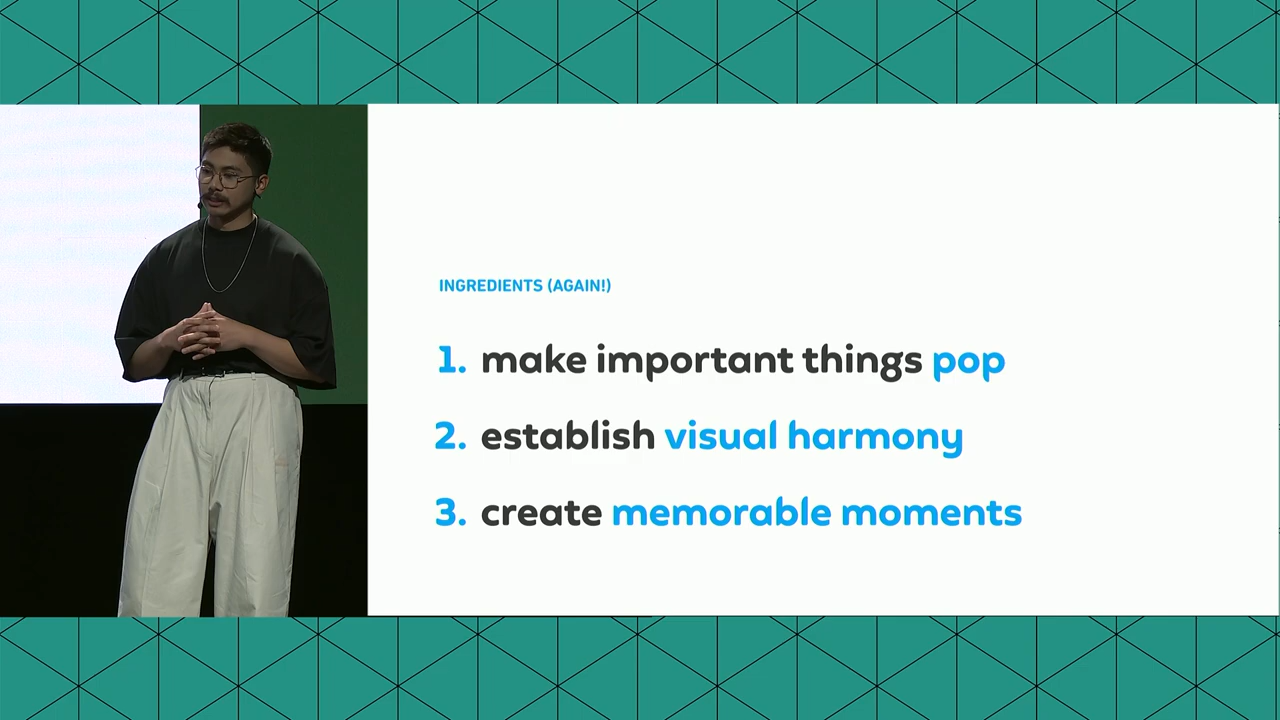 INGREDIENTS (AGAIN!)
1. make important things pop
2. establish visual harmony
3. create memorable moments